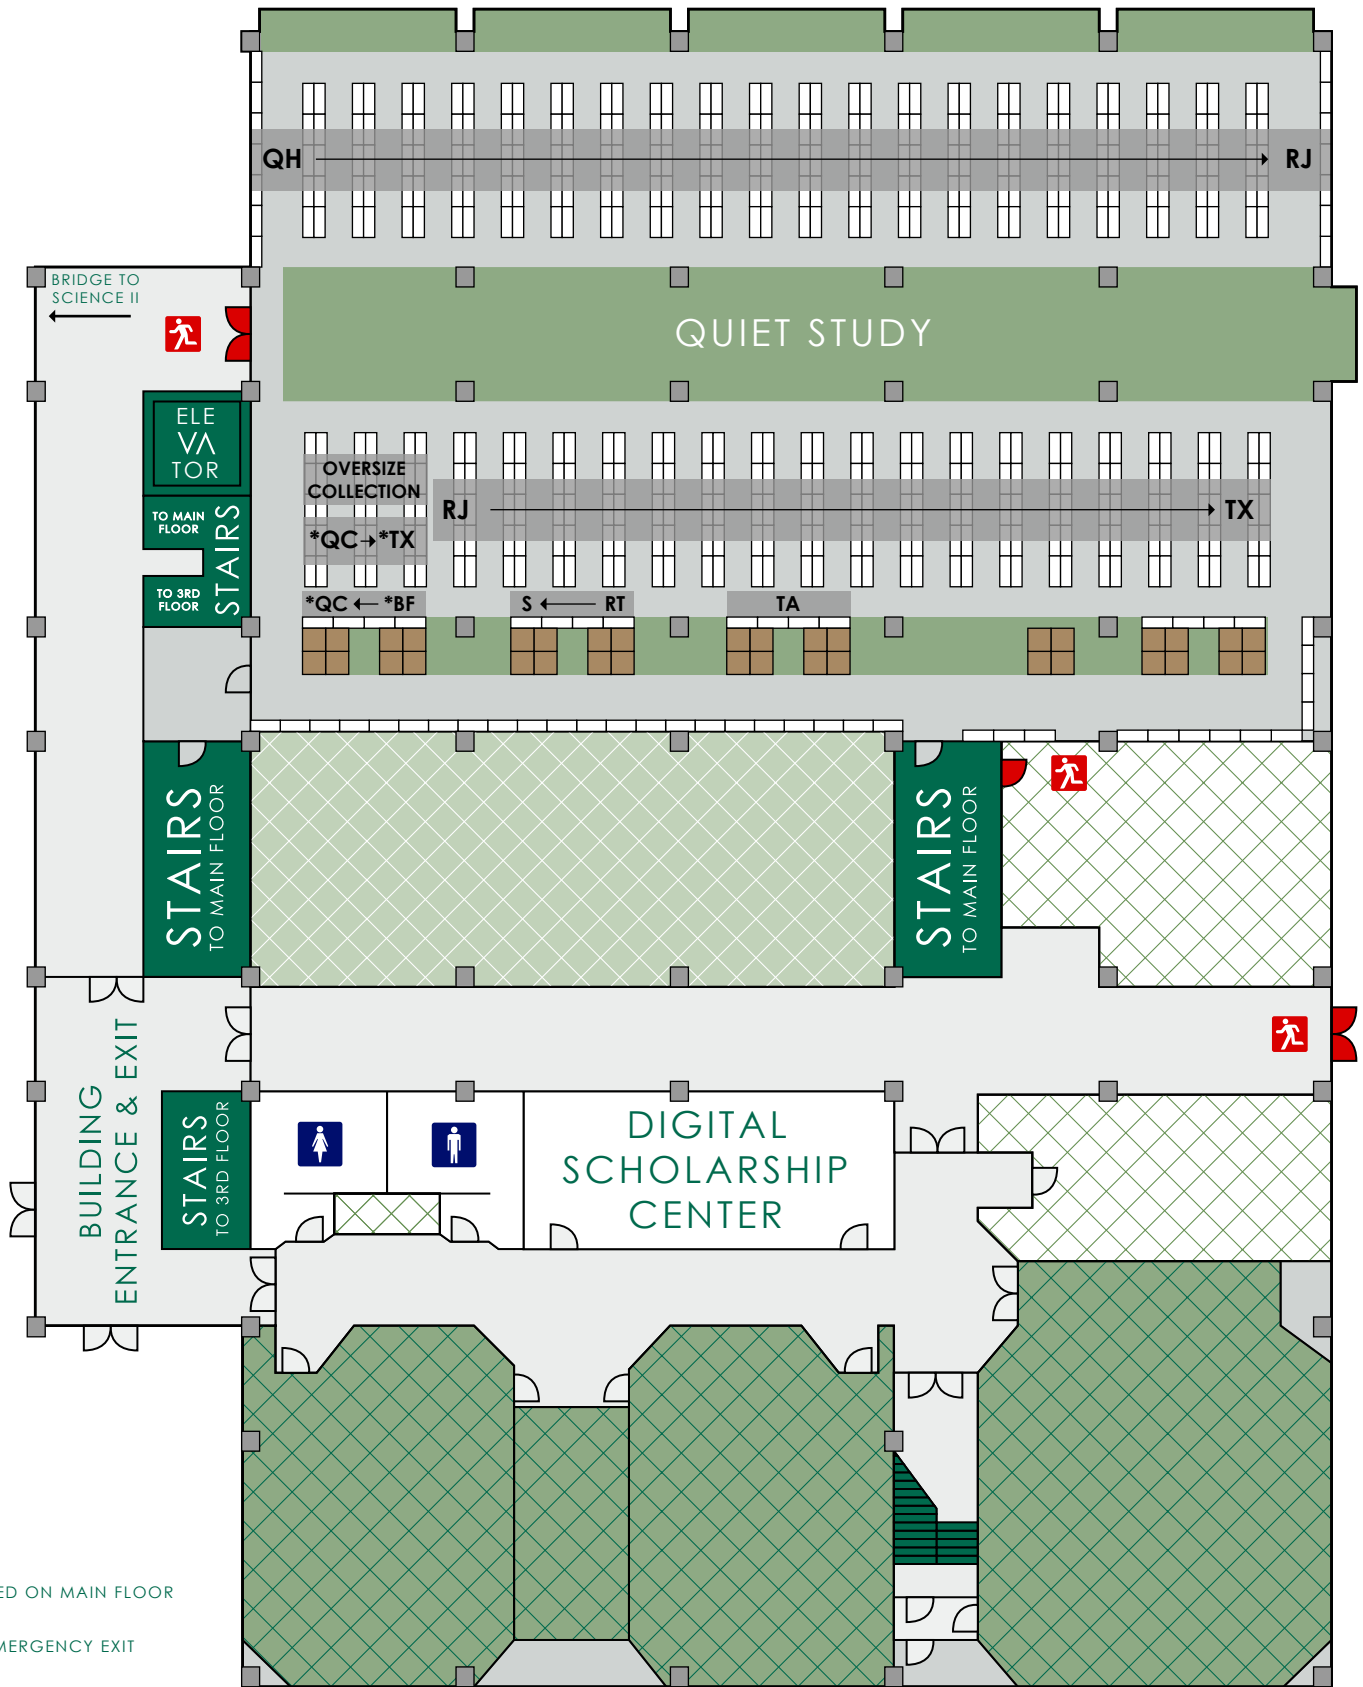 QH RJ
BRIDGE TO
SCIENCE II
QUIET STUDY
ELE
VA
TOR
OVERSIZE
COLLECTION
*QC *TX
RJ TX
TO MAIN
FLOOR
STAIRS
TO 3RD
FLOOR
*QC *BF
S RT
TA
STAIRS
TO MAIN FLOOR
STAIRS
TO MAIN FLOOR
BUILDING
ENTRANCE & EXIT
STAIRS
TO 3RD FLOOR
DIGITAL
SCHOLARSHIP
CENTER
ON MAIN FLOOR
EXIT